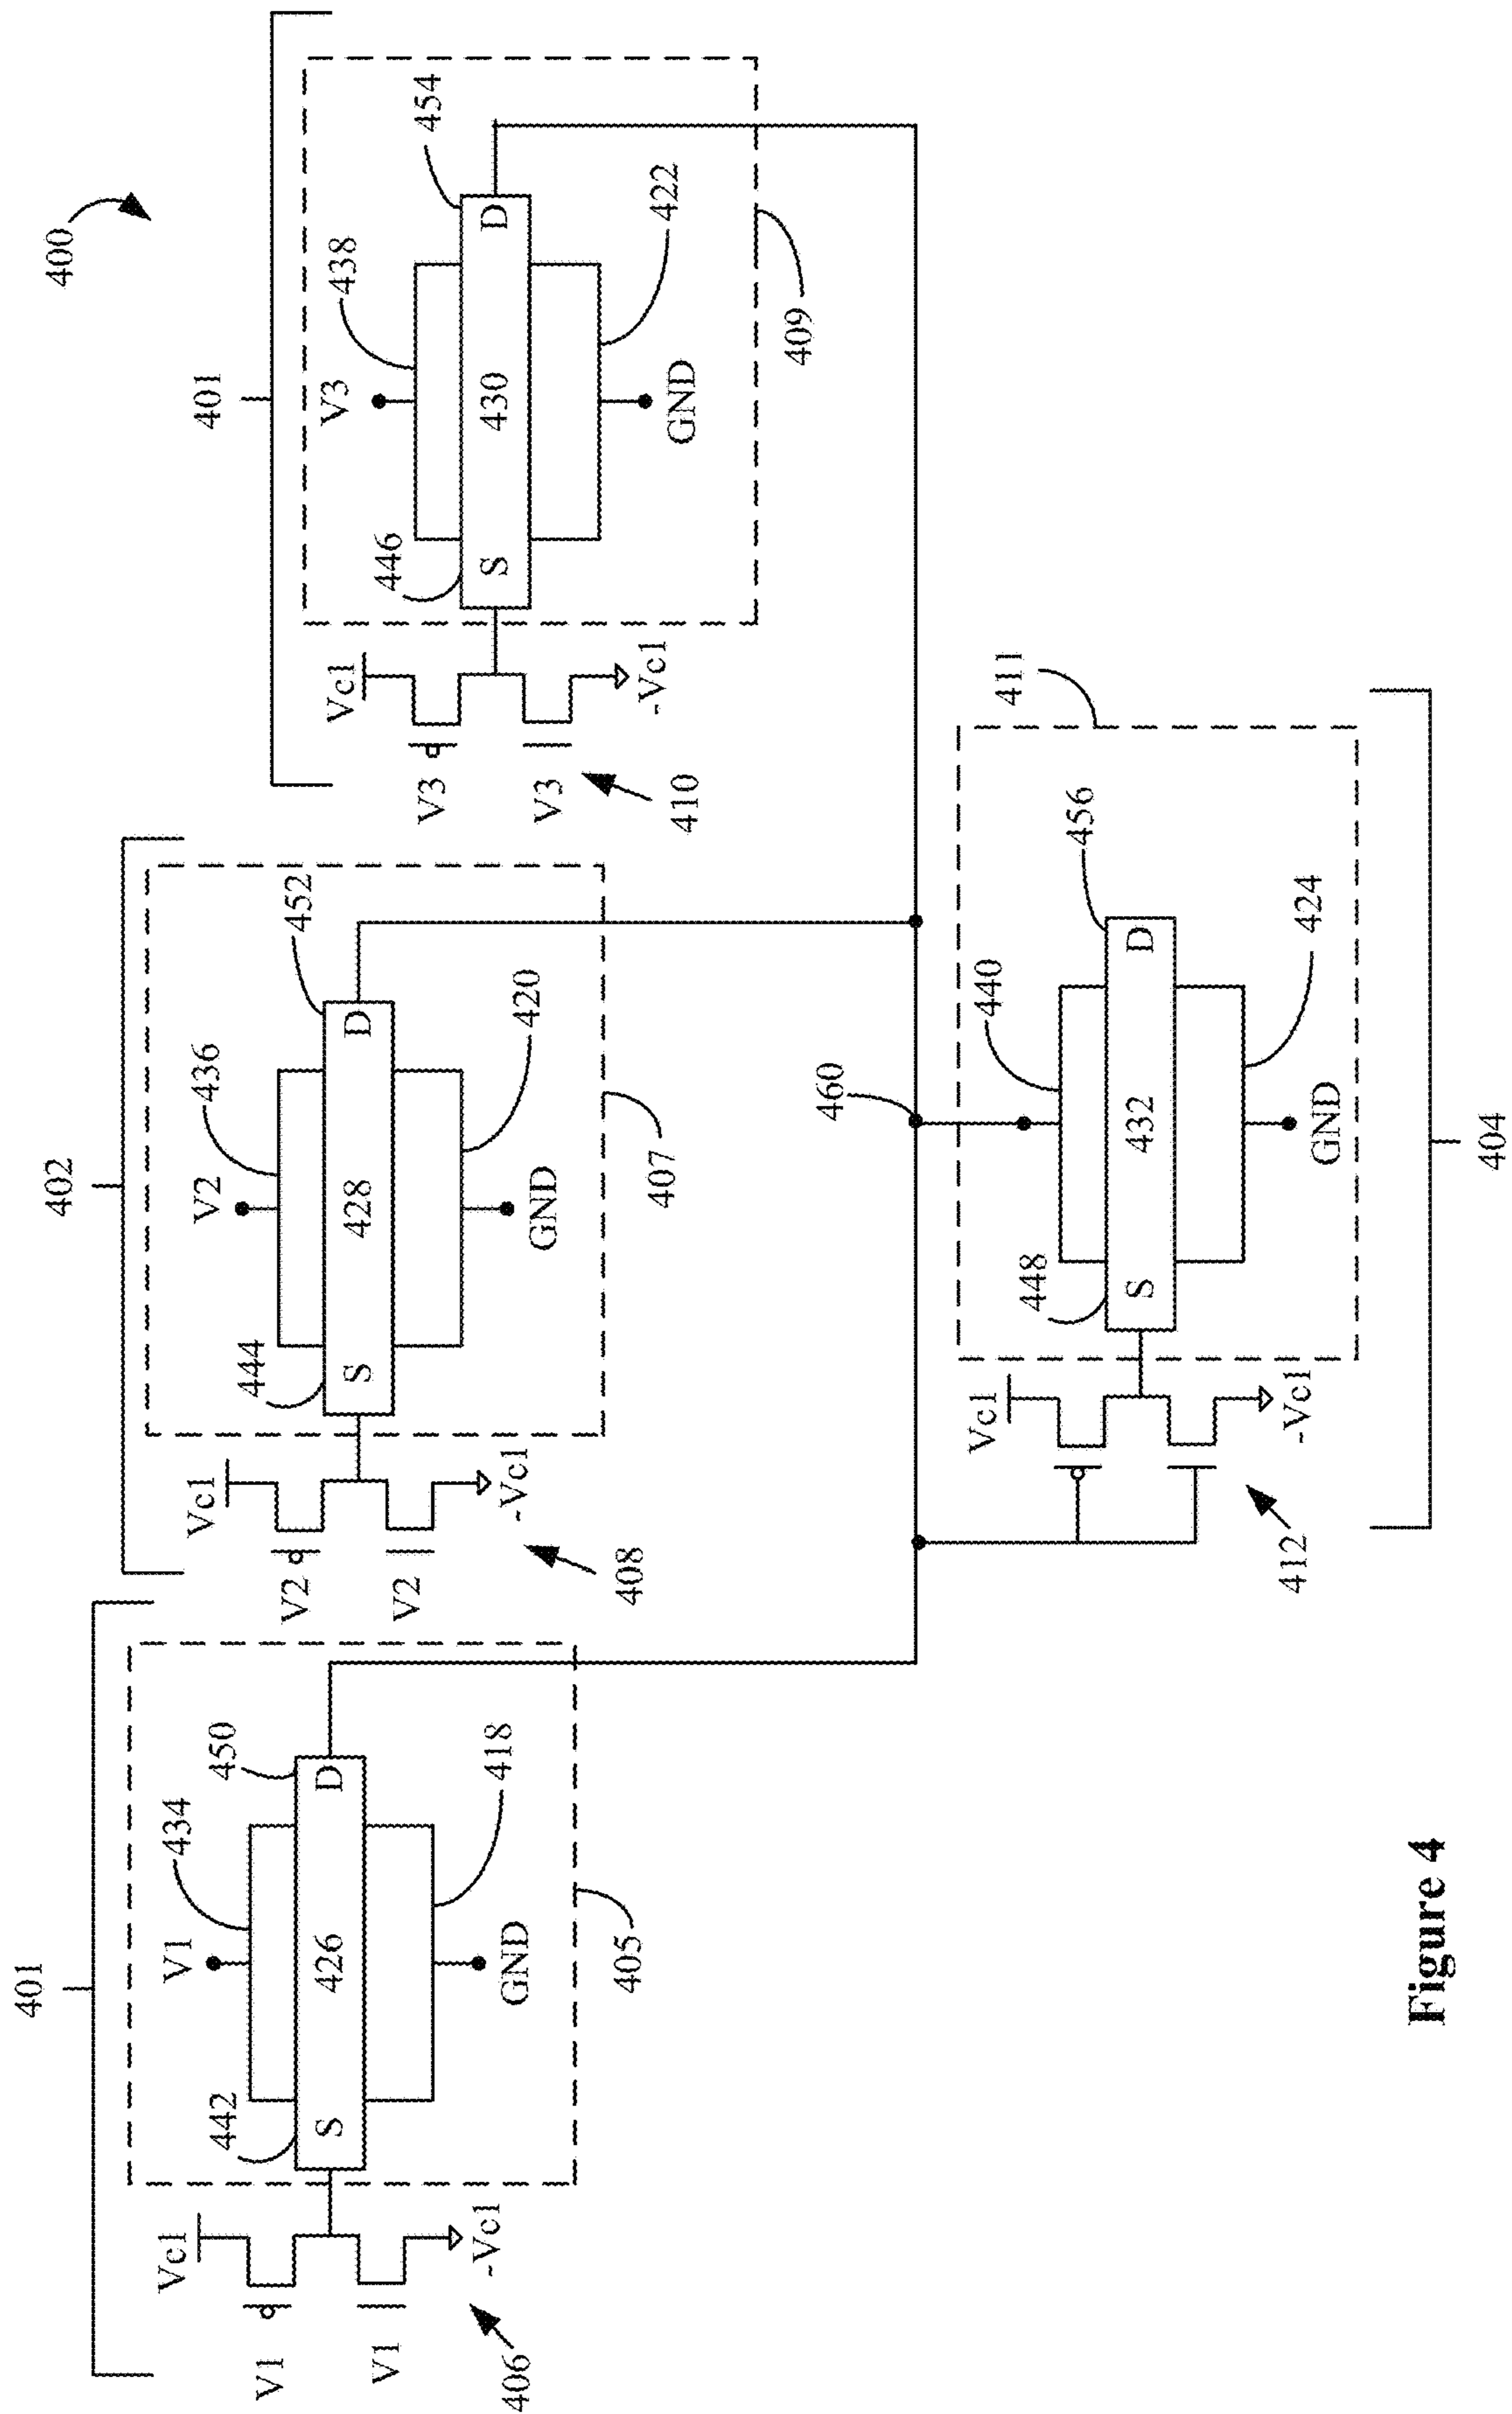 400
401
402
401
V1
434
450
442
S
426
D
418
GND
405
Vc1
V1
V1
-Vc1
406
V2
436
452
444
S
428
D
420
GND
407
Vc1
V2
V2
-Vc1
408
V3
438
454
446
S
430
D
422
GND
409
Vc1
V3
V3
-Vc1
410
460
411
440
456
448
S
432
D
424
GND
Vc1
-Vc1
412
404
Figure 4